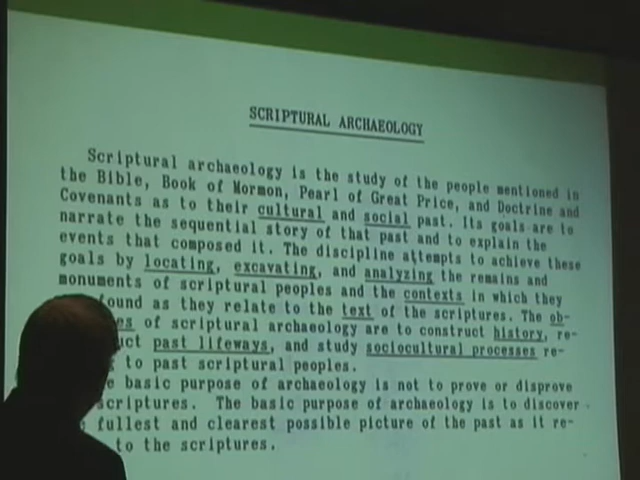 SCRIPTURAL ARCHAEOLOGY
Scriptural archaeology is the study of the people mentioned in
the Bible, Book of Mormon, Pearl of Great Price, and Doctrine and
Covenants as to their cultural and social past. Its goals are to
narrate the sequential story of that past and to explain the
events that composed it. The discipline attempts to achieve these
goals by locating, excavating, and analyzing the remains and
monuments of scriptural peoples and the contexts in which they
found as they relate to the text of the scriptures. The ob-
es of scriptural archaeology are to construct history, re-
uct past lifeways, and study sociocultural processes re-
to past scriptural peoples.
e basic purpose of archaeology is not to prove or disprove
scriptures. The basic purpose of archaeology is to discover
fullest and clearest possible picture of the past as it re-
to the scriptures.